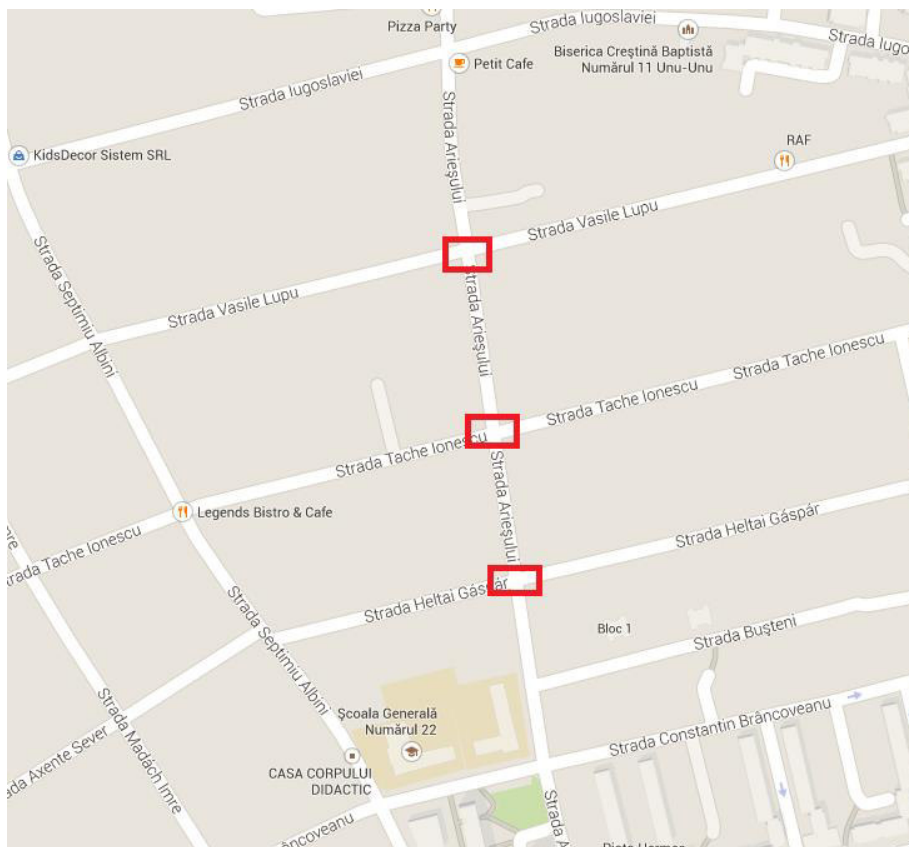 Pizza Party
Strada Iugoslaviei
Strada Iugo
Petit Cafe
Biserica Creștină Baptistă
Numărul 11 Unu-Unu
Strada Iugoslaviei
Strada Arieșului
RAF
KidsDecor Sistem SRL
Strada Vasile Lupu
Strada Septimiu Albini
Strada Vasile Lupu
Strada Arieșului
Strada Tache Ionescu
Strada Tache Ionescu
Strada Tache Ionescu
Strada Arieșului
Legends Bistro & Cafe
Strada Heltai Gáspár
rada Tache Ionescu
mre
Strada Heltai Gáspár
Strada Septimiu Albini
Bloc 1
Strada Bușteni
Școala Generală
Numărul 22
Strada Constantin Brâncoveanu
Strada Madách Imre
ada Axente Sever
CASA CORPULUI
DIDACTIC
Strada A
râncoveanu